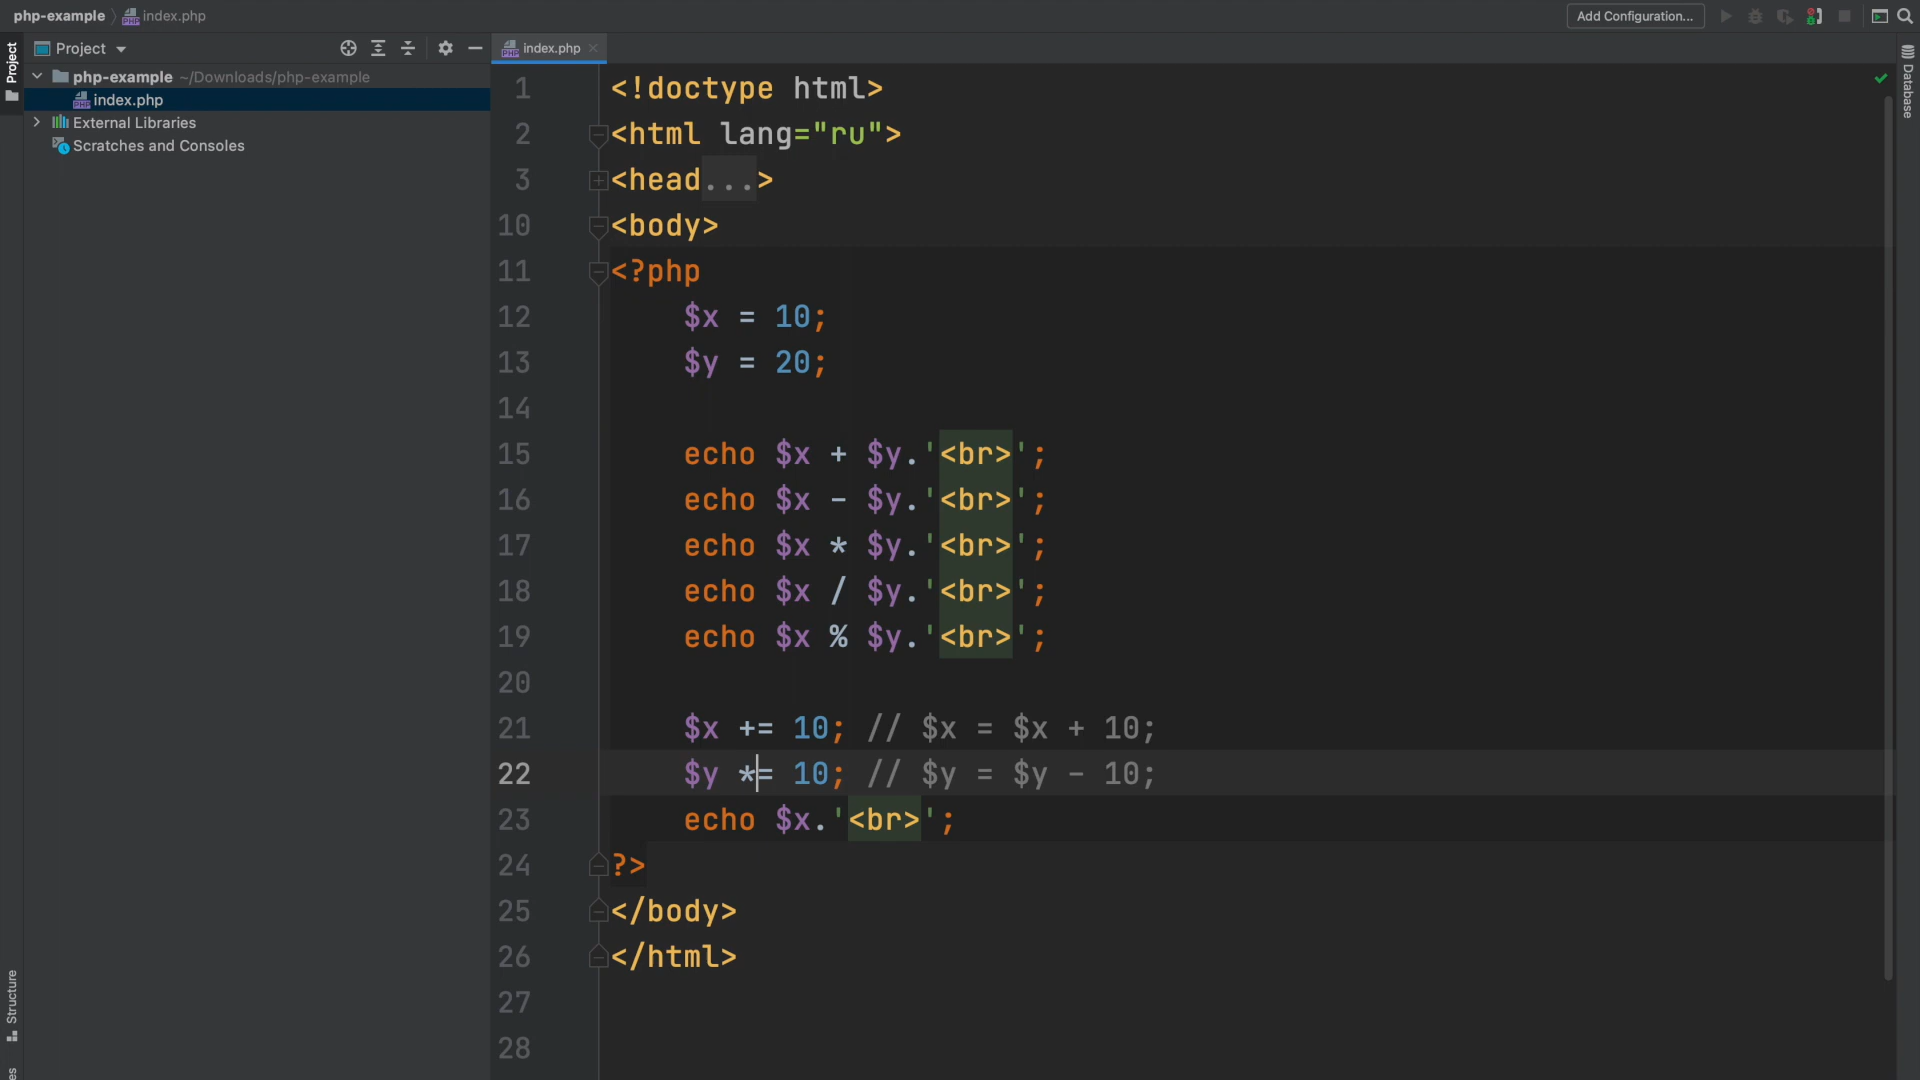 php-example index.php
Add Configuration...
Project
index.php
Project
php-example ~/Downloads/php-example
index.php
External Libraries
Scratches and Consoles
Database
Structure
es
1 <!doctype html>
2 <html lang="ru">
3 <head...>
10 <body>
11 <?php
12     $x = 10;
13     $y = 20;
14
15     echo $x + $y.'<br>';
16     echo $x - $y.'<br>';
17     echo $x * $y.'<br>';
18     echo $x / $y.'<br>';
19     echo $x % $y.'<br>';
20
21     $x += 10; // $x = $x + 10;
22     $y *= 10; // $y = $y - 10;
23     echo $x.'<br>';
24 ?>
25 </body>
26 </html>
27
28